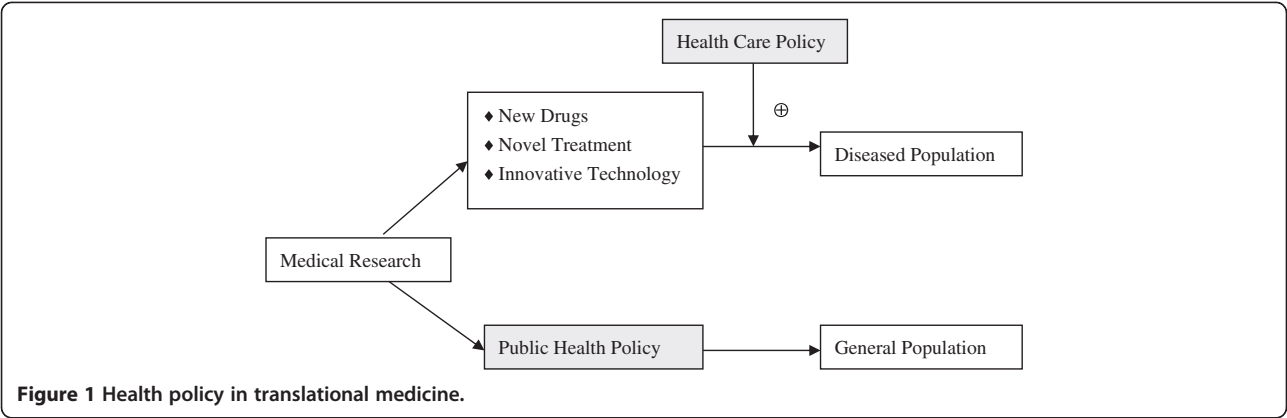 Health Care Policy
⊕
♦ New Drugs
♦ Novel Treatment
♦ Innovative Technology
Diseased Population
Medical Research
Public Health Policy
General Population
Figure 1 Health policy in translational medicine.